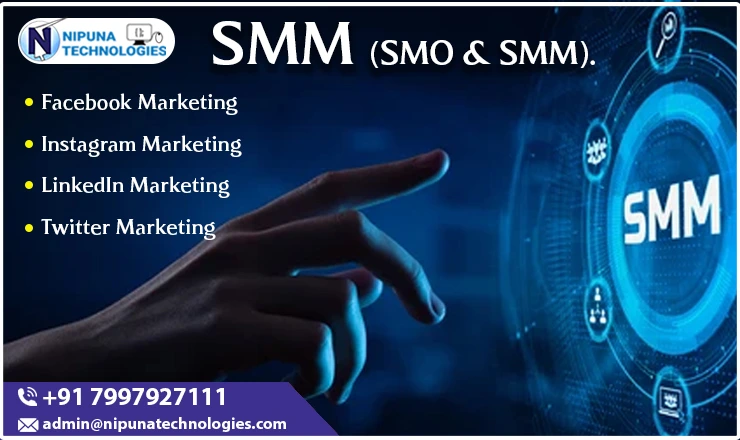 NIPUNA
TECHNOLOGIES
SMM (SMO & SMM).
Facebook Marketing
Instagram Marketing
LinkedIn Marketing
Twitter Marketing
SMM
+91 7997927111
admin@nipunatechnologies.com